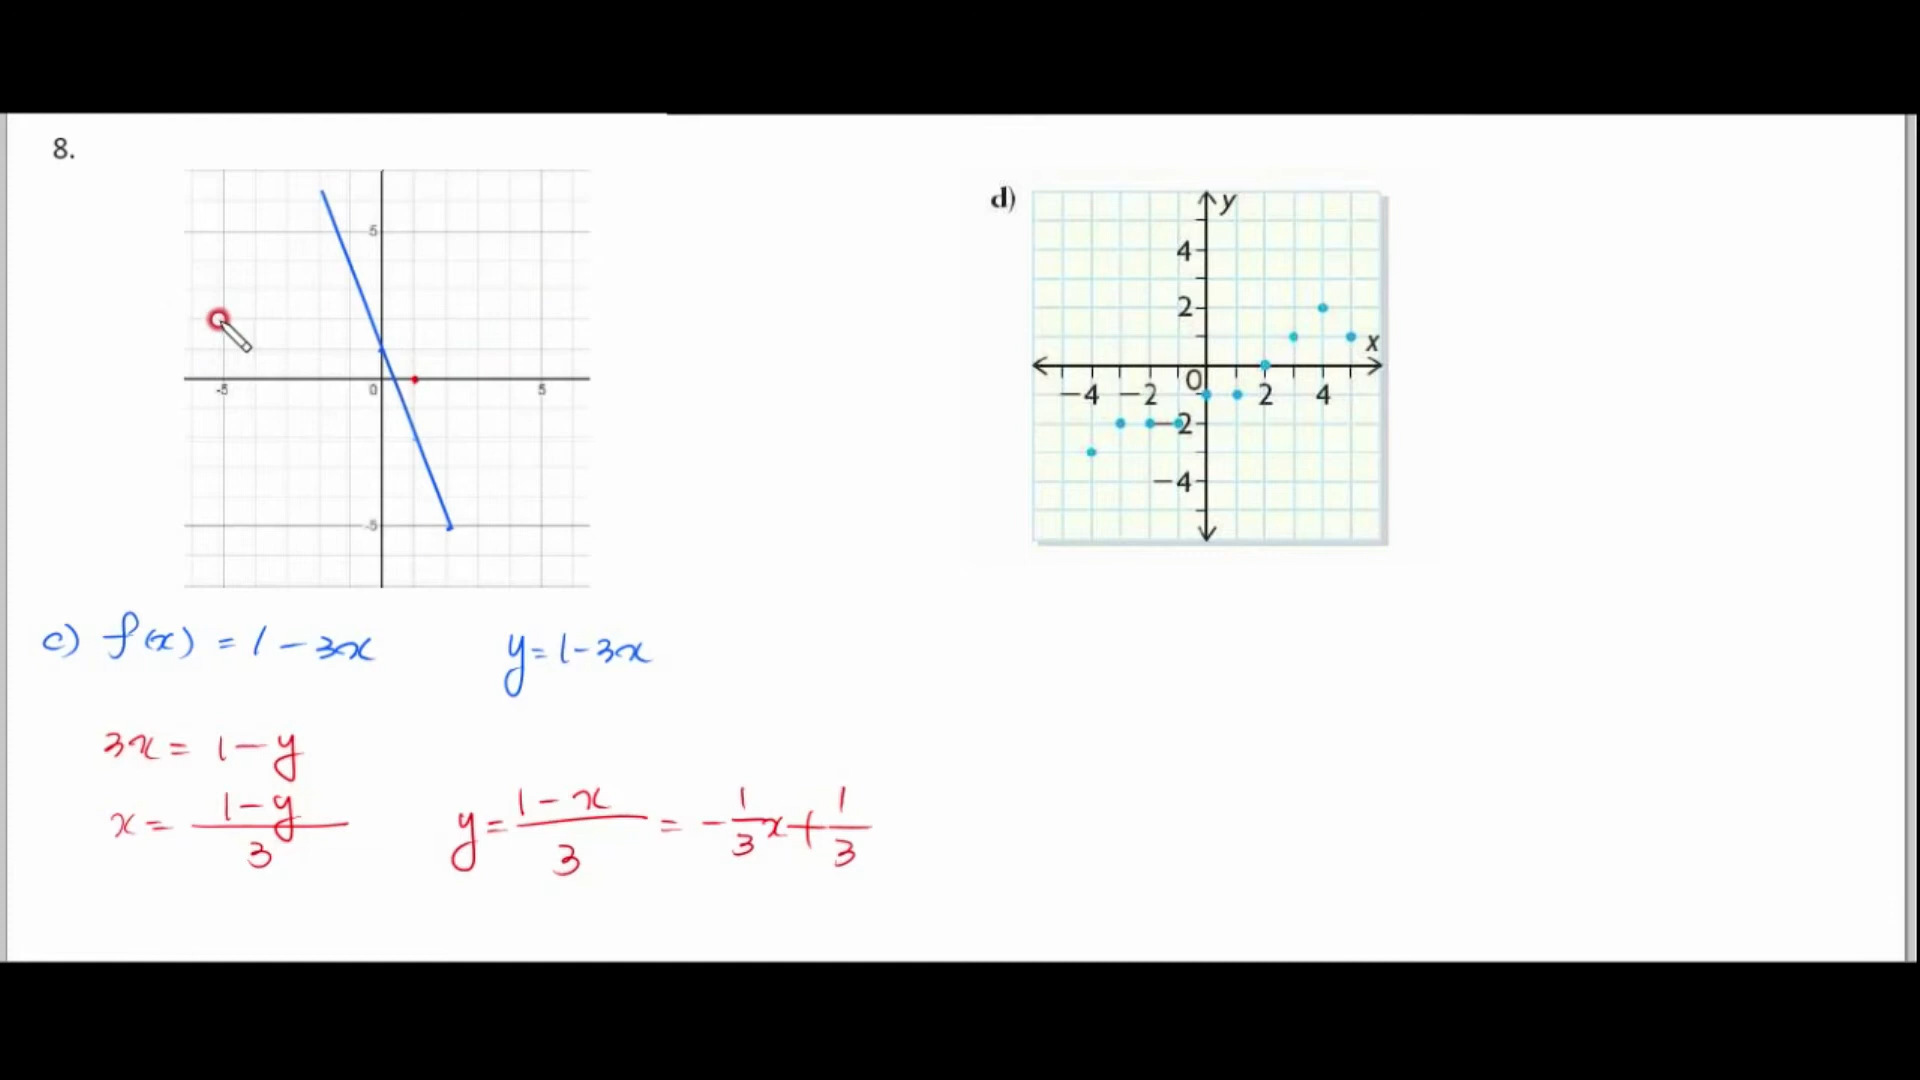 8.
5
-5
0
5
-5
c) f(x) = 1 - 3x
y = 1 - 3x
3x = 1 - y
x = (1 - y)/3
y = (1 - x)/3 = -1/3 x + 1/3
d)
y
4
2
x
0
-4 -2 2 4
-2
-4